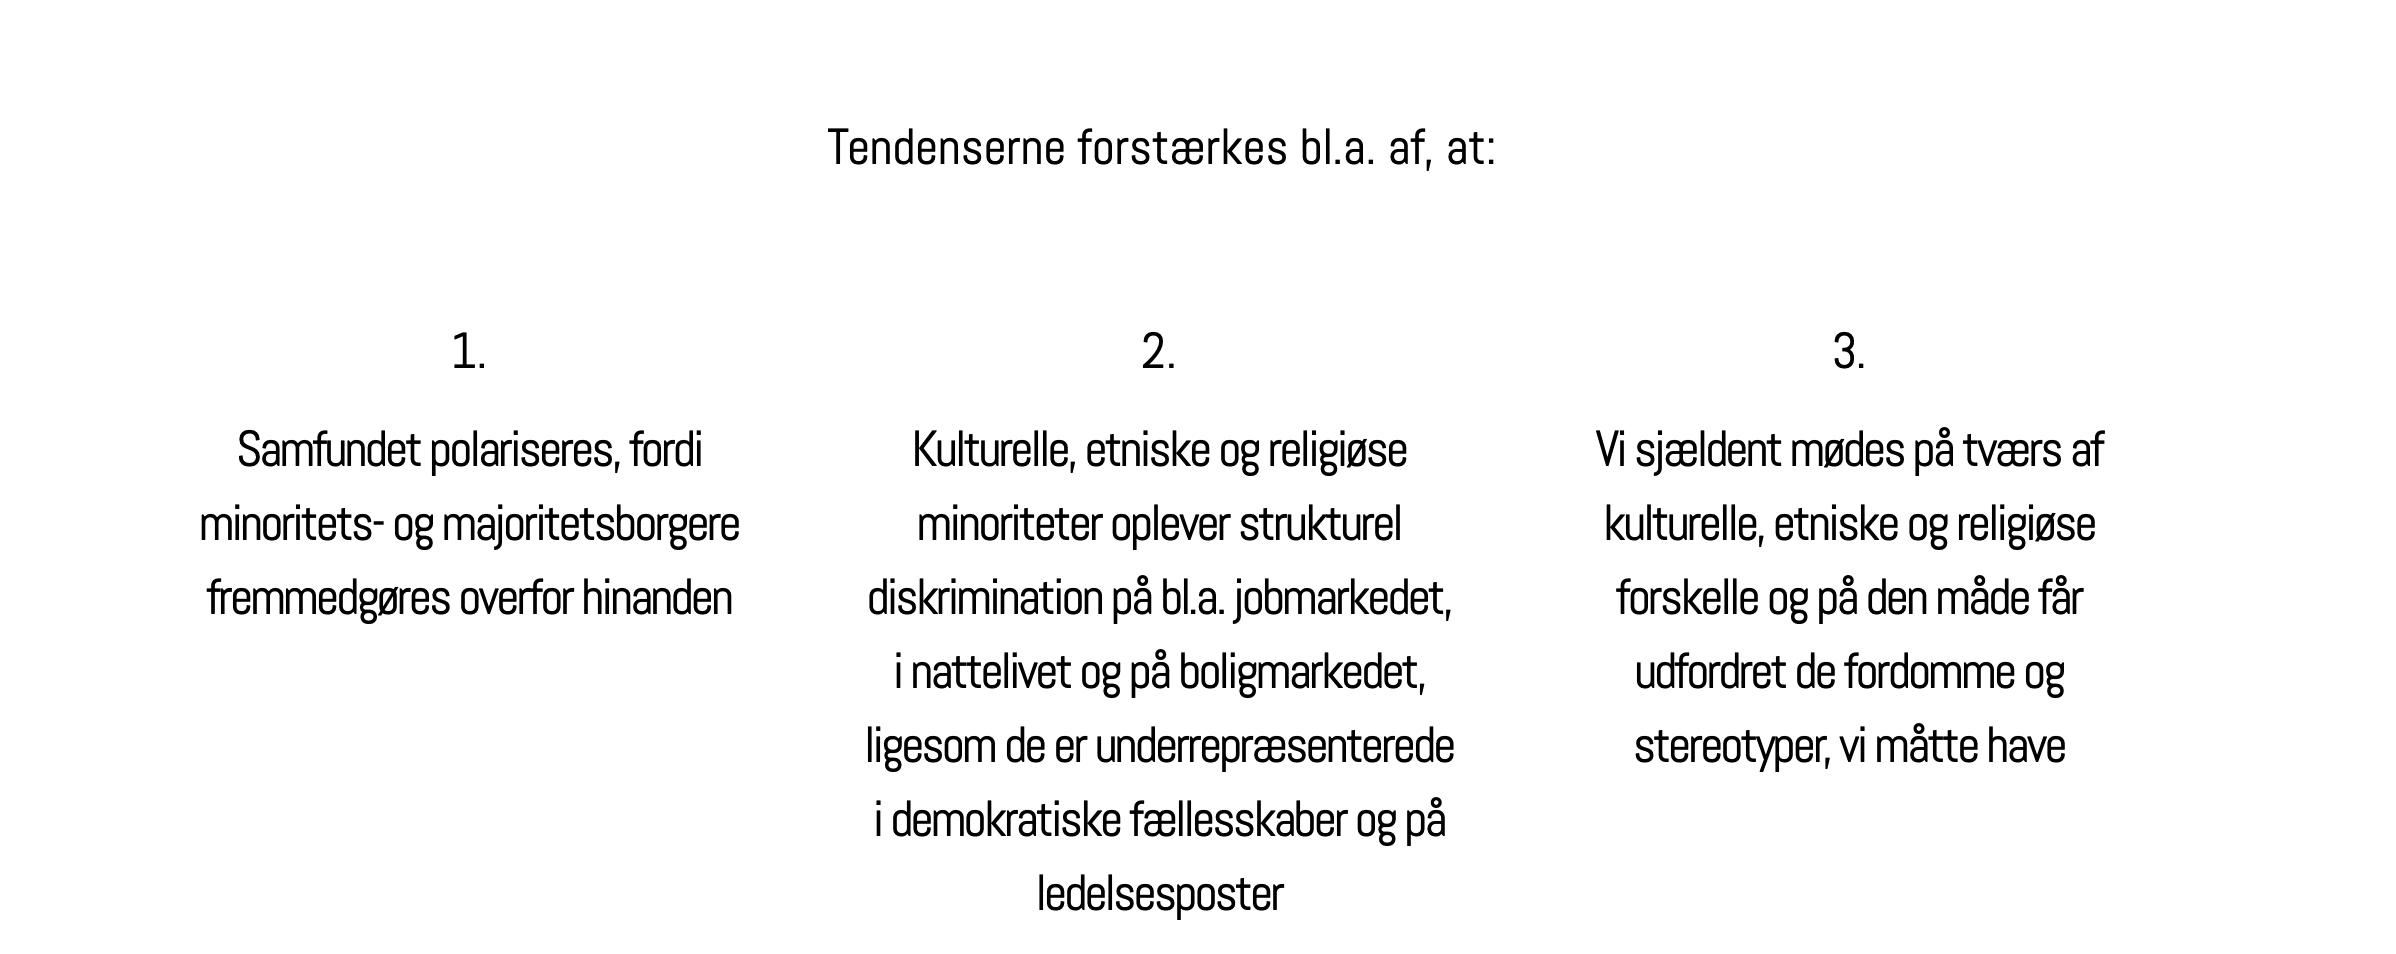 Tendenserne forstærkes bl.a. af, at:
1.
Samfundet polariseres, fordi
minoritets- og majoritetsborgere
fremmedgøres overfor hinanden
2.
Kulturelle, etniske og religiøse
minoriteter oplever strukturel
diskrimination på bl.a. jobmarkedet,
i nattelivet og på boligmarkedet,
ligesom de er underrepræsenterede
i demokratiske fællesskaber og på
ledelsesposter
3.
Vi sjældent mødes på tværs af
kulturelle, etniske og religiøse
forskelle og på den måde får
udfordret de fordomme og
stereotyper, vi måtte have